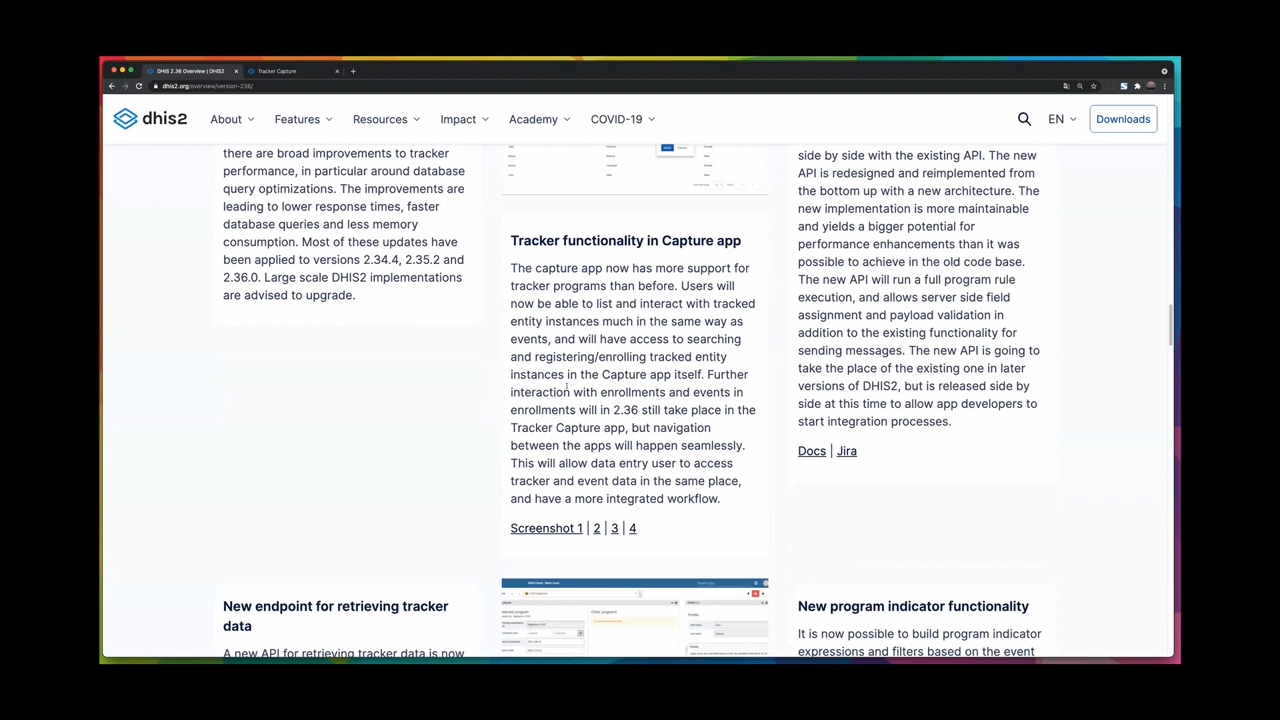 DHIS 2.36 Overview | DHIS2
Tracker Capture
dhis2.org/overview/version-236/
dhis2
About
Features
Resources
Impact
Academy
COVID-19
EN
Downloads
there are broad improvements to tracker
performance, in particular around database
query optimizations. The improvements are
leading to lower response times, faster
database queries and less memory
consumption. Most of these updates have
been applied to versions 2.34.4, 2.35.2 and
2.36.0. Large scale DHIS2 implementations
are advised to upgrade.
Tracker functionality in Capture app
The capture app now has more support for
tracker programs than before. Users will
now be able to list and interact with tracked
entity instances much in the same way as
events, and will have access to searching
and registering/enrolling tracked entity
instances in the Capture app itself. Further
interaction with enrollments and events in
enrollments will in 2.36 still take place in the
Tracker Capture app, but navigation
between the apps will happen seamlessly.
This will allow data entry user to access
tracker and event data in the same place,
and have a more integrated workflow.
Screenshot 1 | 2 | 3 | 4
side by side with the existing API. The new
API is redesigned and reimplemented from
the bottom up with a new architecture. The
new implementation is more maintainable
and yields a bigger potential for
performance enhancements than it was
possible to achieve in the old code base.
The new API will run a full program rule
execution, and allows server side field
assignment and payload validation in
addition to the existing functionality for
sending messages. The new API is going to
take the place of the existing one in later
versions of DHIS2, but is released side by
side at this time to allow app developers to
start integration processes.
Docs | Jira
New endpoint for retrieving tracker
data
A new API for retrieving tracker data is now
Other programs
Profile
New program indicator functionality
It is now possible to build program indicator
expressions and filters based on the event